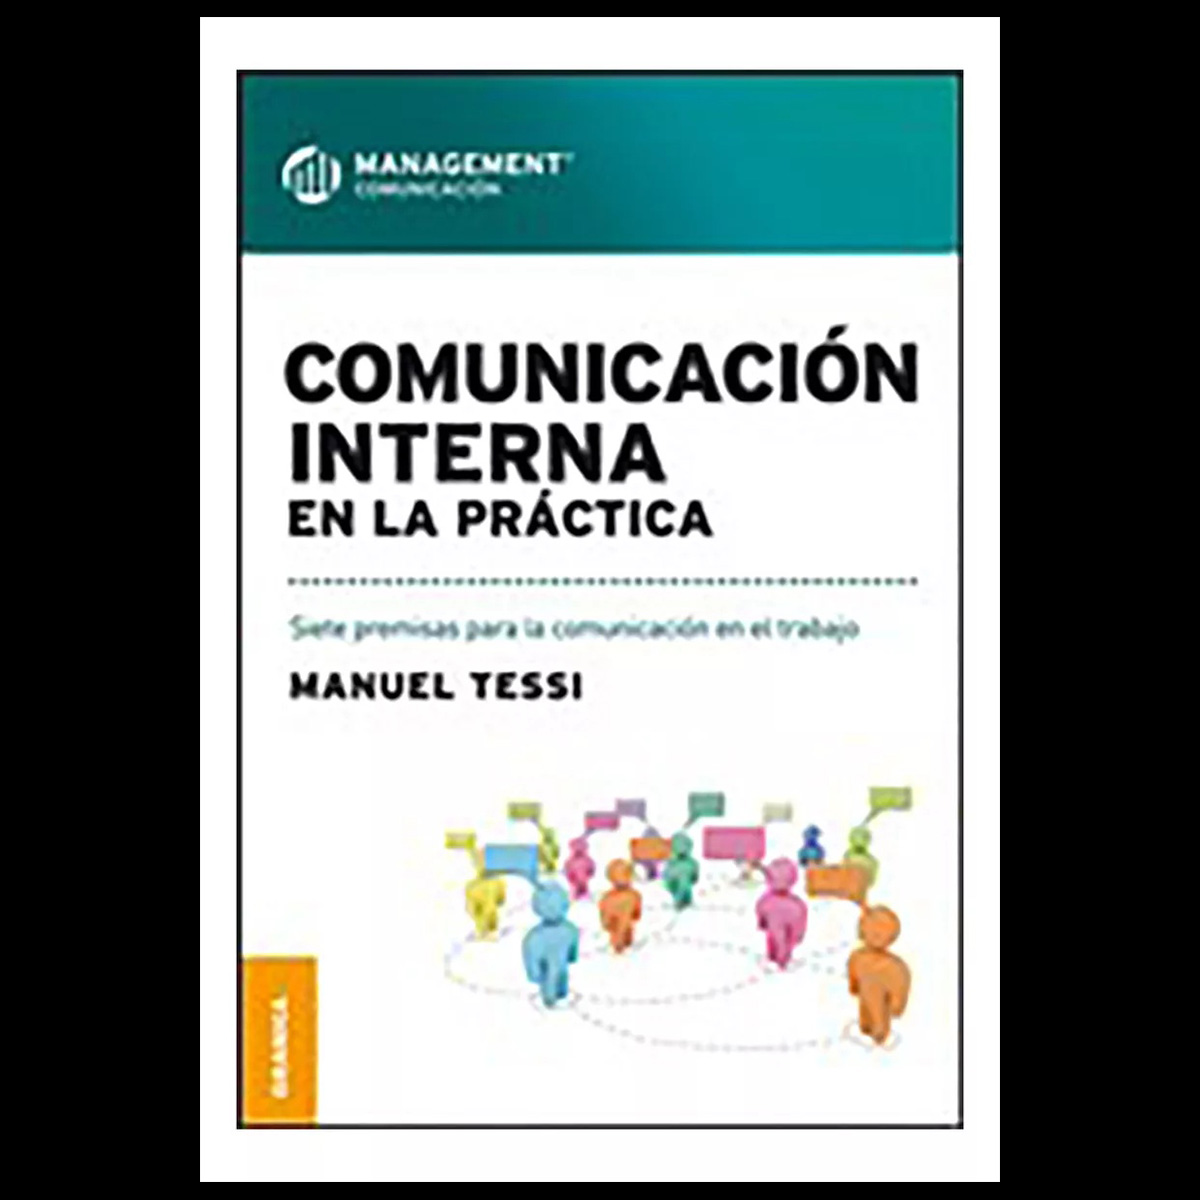 MANAGEMENT
COMUNICACIÓN
COMUNICACIÓN
INTERNA
EN LA PRÁCTICA
Siete premisas para la comunicación en el trabajo
MANUEL TESSI
GRANICA